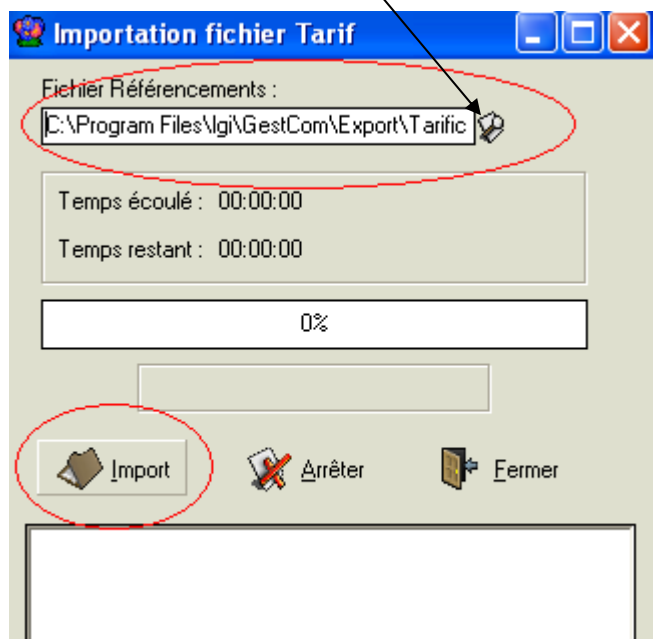 Importation fichier Tarif
Fichier Référencements :
C:\Program Files\lgi\GestCom\Export\Tarific
Temps écoulé : 00:00:00
Temps restant : 00:00:00
0%
Import Arrêter Fermer